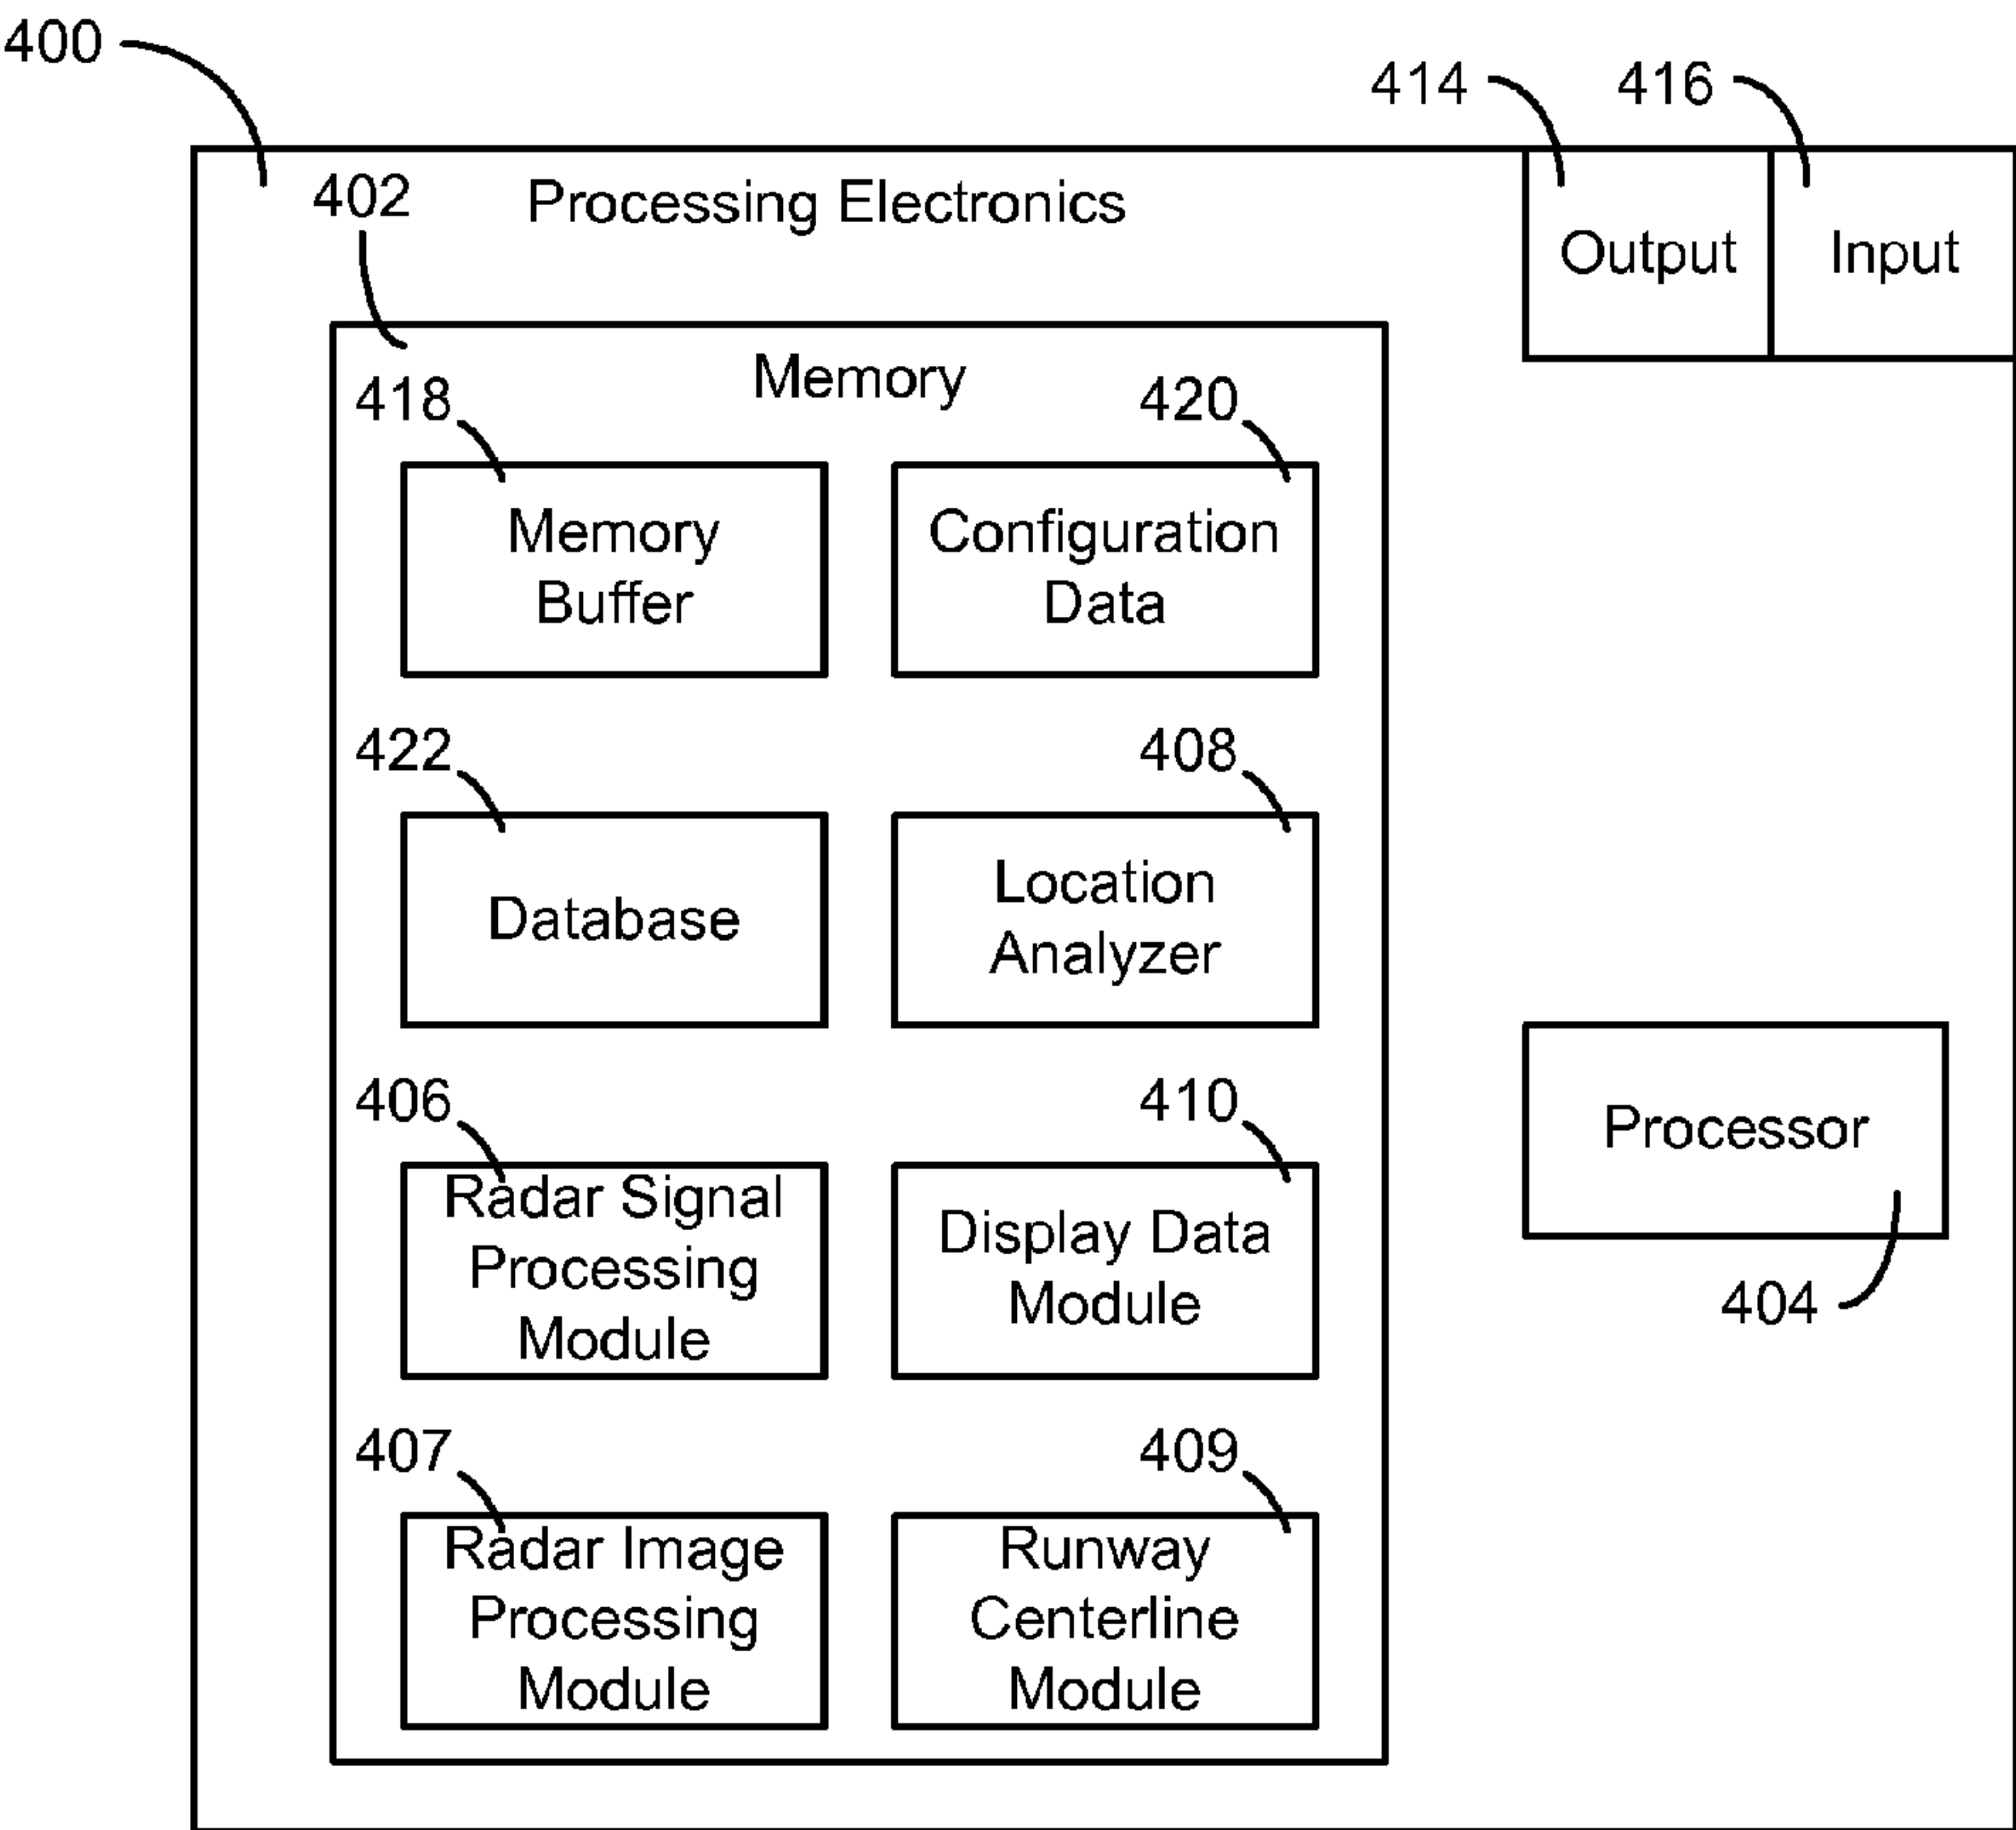 400
414
416
402
Processing Electronics
Output
Input
Memory
418
420
Memory
Buffer
Configuration
Data
422
408
Database
Location
Analyzer
406
410
Radar Signal
Processing
Module
Display Data
Module
Processor
404
407
409
Radar Image
Processing
Module
Runway
Centerline
Module